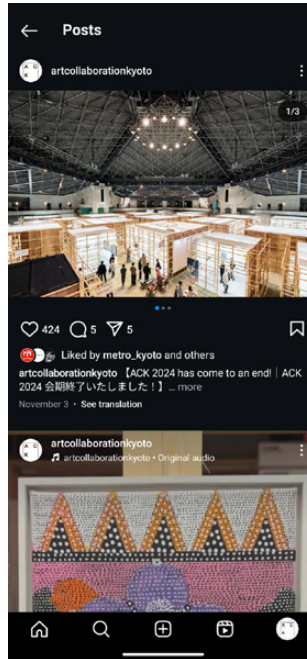 Posts
artcollaborationkyoto
1/3
424 5 5
Liked by metro_kyoto and others
artcollaborationkyoto 【ACK 2024 has come to an end!｜ACK
2024 会期終了いたしました！】... more
November 3 • See translation
artcollaborationkyoto
artcollaborationkyoto • Original audio